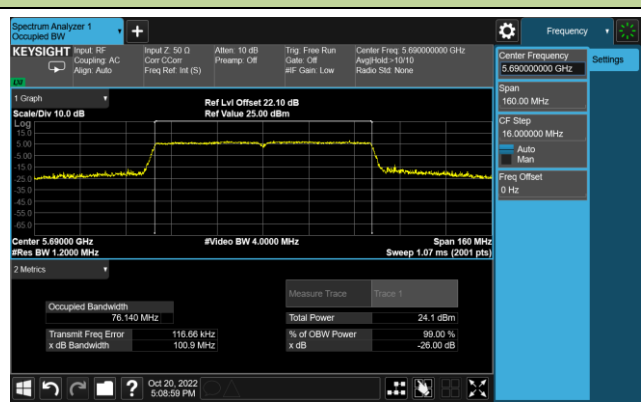 Spectrum Analyzer 1
Occupied BW
Frequency
KEYSIGHT
Input: RF
Coupling: AC
Align: Auto
Input Z: 50 Ω
Corr CCorr
Freq Ref: Int (S)
Atten: 10 dB
Preamp: Off
Trig: Free Run
Gate: Off
#IF Gain: Low
Center Freq: 5.690000000 GHz
Avg|Hold:>10/10
Radio Std: None
Center Frequency
5.690000000 GHz
Settings
Span
160.00 MHz
CF Step
16.000000 MHz
Auto
Man
Freq Offset
0 Hz
1 Graph
Scale/Div 10.0 dB
Ref Lvl Offset 22.10 dB
Ref Value 25.00 dBm
Log
15.0
5.00
-5.00
-15.0
-25.0
-35.0
-45.0
-55.0
-65.0
Center 5.69000 GHz
#Video BW 4.0000 MHz
Span 160 MHz
#Res BW 1.2000 MHz
Sweep 1.07 ms (2001 pts)
2 Metrics
Measure Trace
Trace 1
Occupied Bandwidth
76.140 MHz
Total Power
24.1 dBm
Transmit Freq Error
116.66 kHz
% of OBW Power
99.00 %
x dB Bandwidth
100.9 MHz
x dB
-26.00 dB
Oct 20, 2022
5:08:59 PM